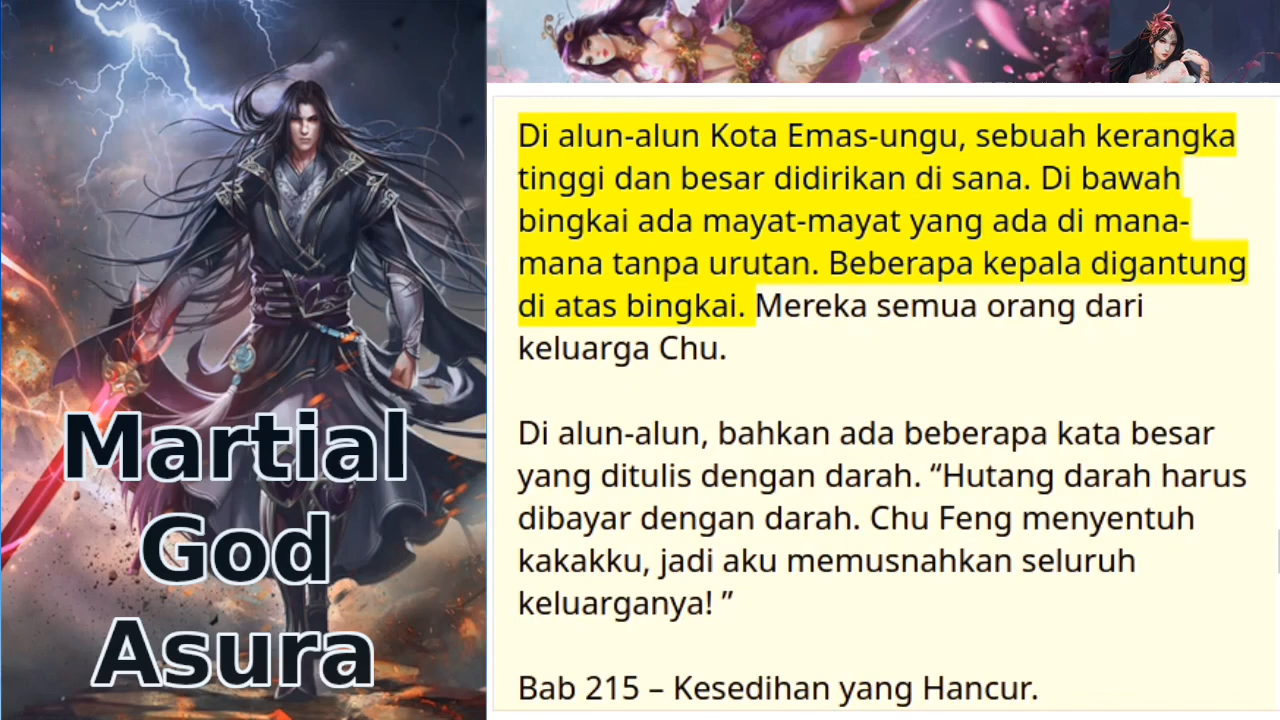 Martial
God
Asura
Di alun-alun Kota Emas-ungu, sebuah kerangka
tinggi dan besar didirikan di sana. Di bawah
bingkai ada mayat-mayat yang ada di mana-
mana tanpa urutan. Beberapa kepala digantung
di atas bingkai. Mereka semua orang dari
keluarga Chu.
Di alun-alun, bahkan ada beberapa kata besar
yang ditulis dengan darah. “Hutang darah harus
dibayar dengan darah. Chu Feng menyentuh
kakakku, jadi aku memusnahkan seluruh
keluarganya! ”
Bab 215 – Kesedihan yang Hancur.